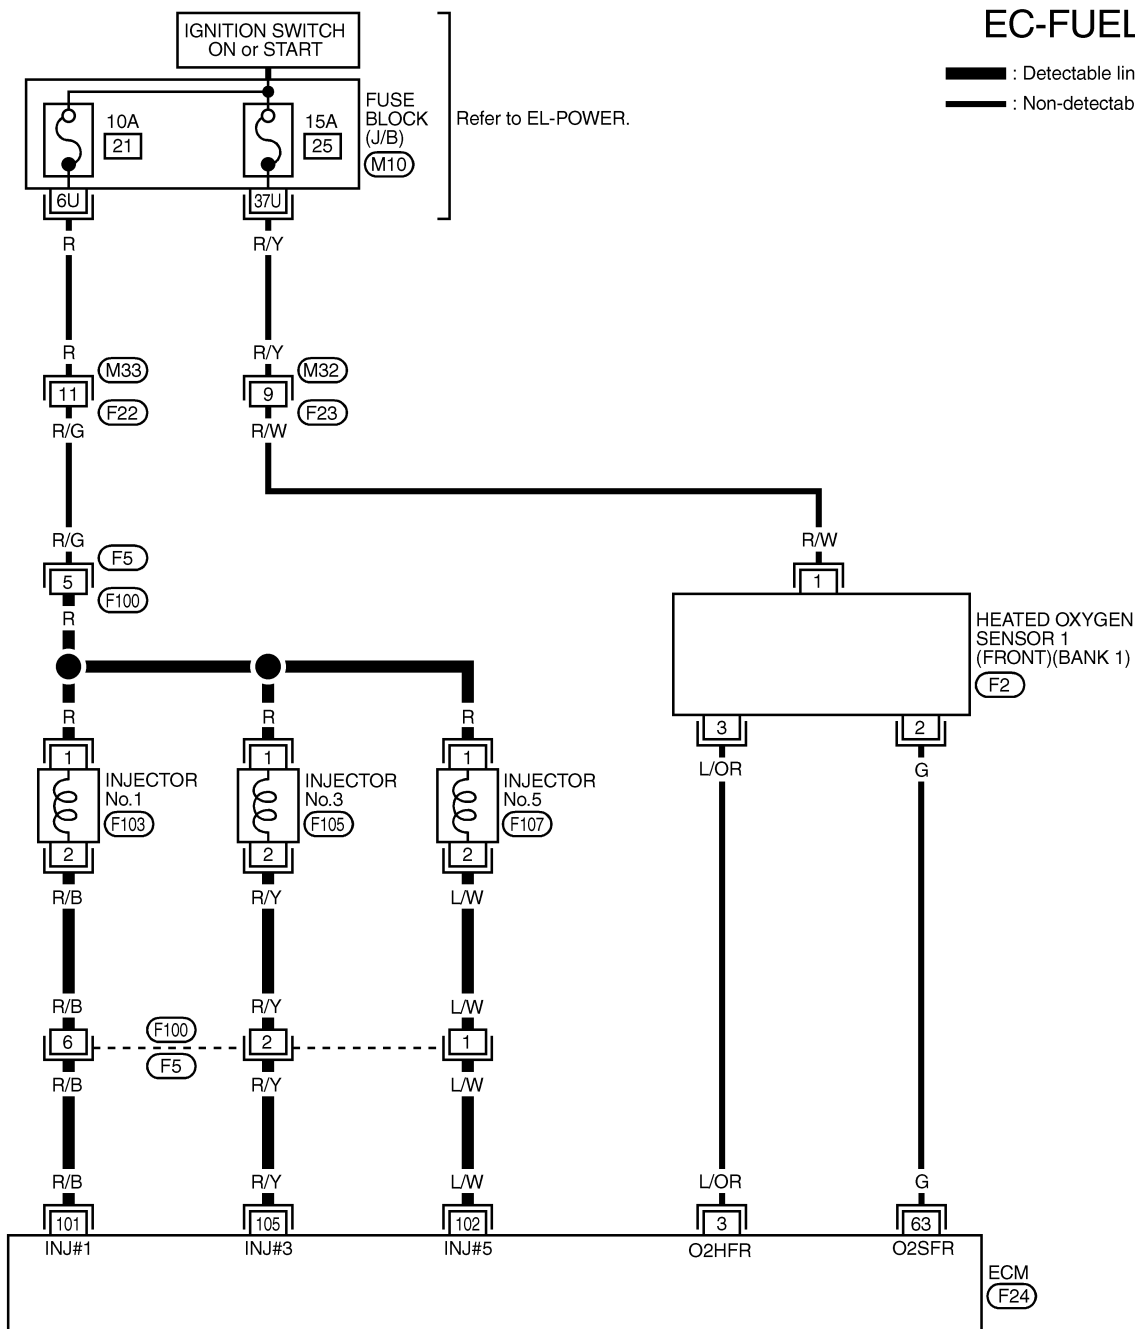 EC-FUEL
IGNITION SWITCH
ON or START
: Detectable lin
: Non-detectab
10A
21
15A
25
FUSE
BLOCK
(J/B)
M10
Refer to EL-POWER.
6U
37U
R
R/Y
R
M33
R/Y
M32
11
9
F22
F23
R/G
R/W
R/G
F5
R/W
5
1
F100
R
HEATED OXYGEN
SENSOR 1
(FRONT)(BANK 1)
F2
R
R
R
3
2
1
1
1
L/OR
G
INJECTOR
No.1
F103
INJECTOR
No.3
F105
INJECTOR
No.5
F107
2
2
2
R/B
R/Y
L/W
R/B
R/Y
L/W
F100
6
2
1
F5
R/B
R/Y
L/W
R/B
R/Y
L/W
L/OR
G
101
105
102
3
63
INJ#1
INJ#3
INJ#5
O2HFR
O2SFR
ECM
F24